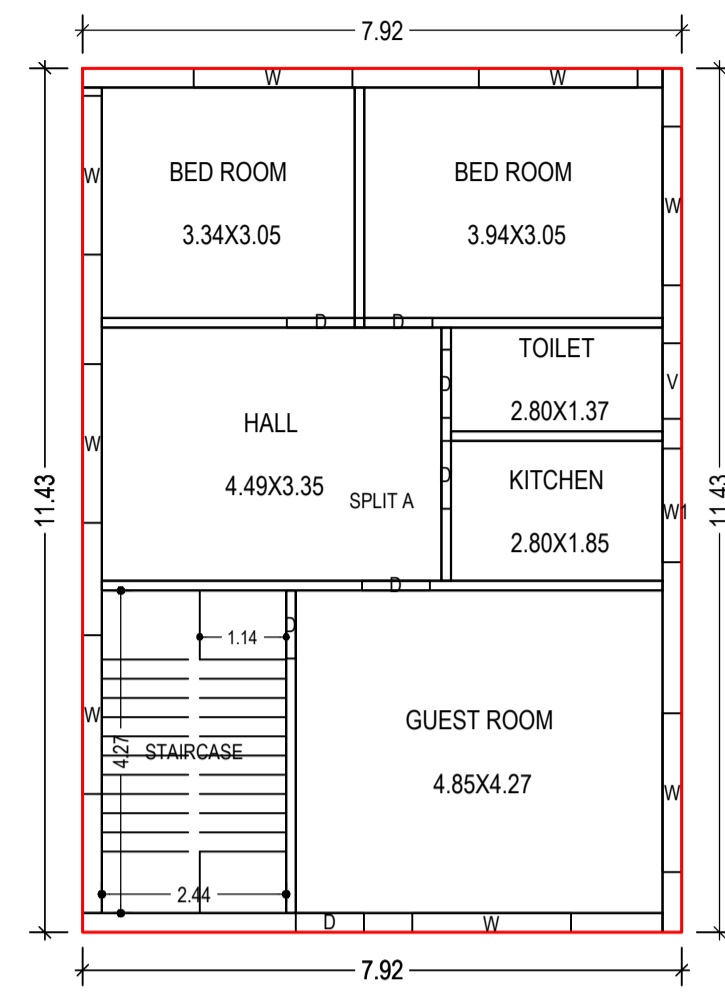 7.92
W W
BED ROOM
3.34X3.05
BED ROOM
3.94X3.05
W
W
D D
TOILET
2.80X1.37
V
D
HALL
4.49X3.35
SPLIT A
W
D
KITCHEN
2.80X1.85
W1
11.43
11.43
D
D
1.14
STAIRCASE
4.27
2.44
W
GUEST ROOM
4.85X4.27
W
D W
7.92